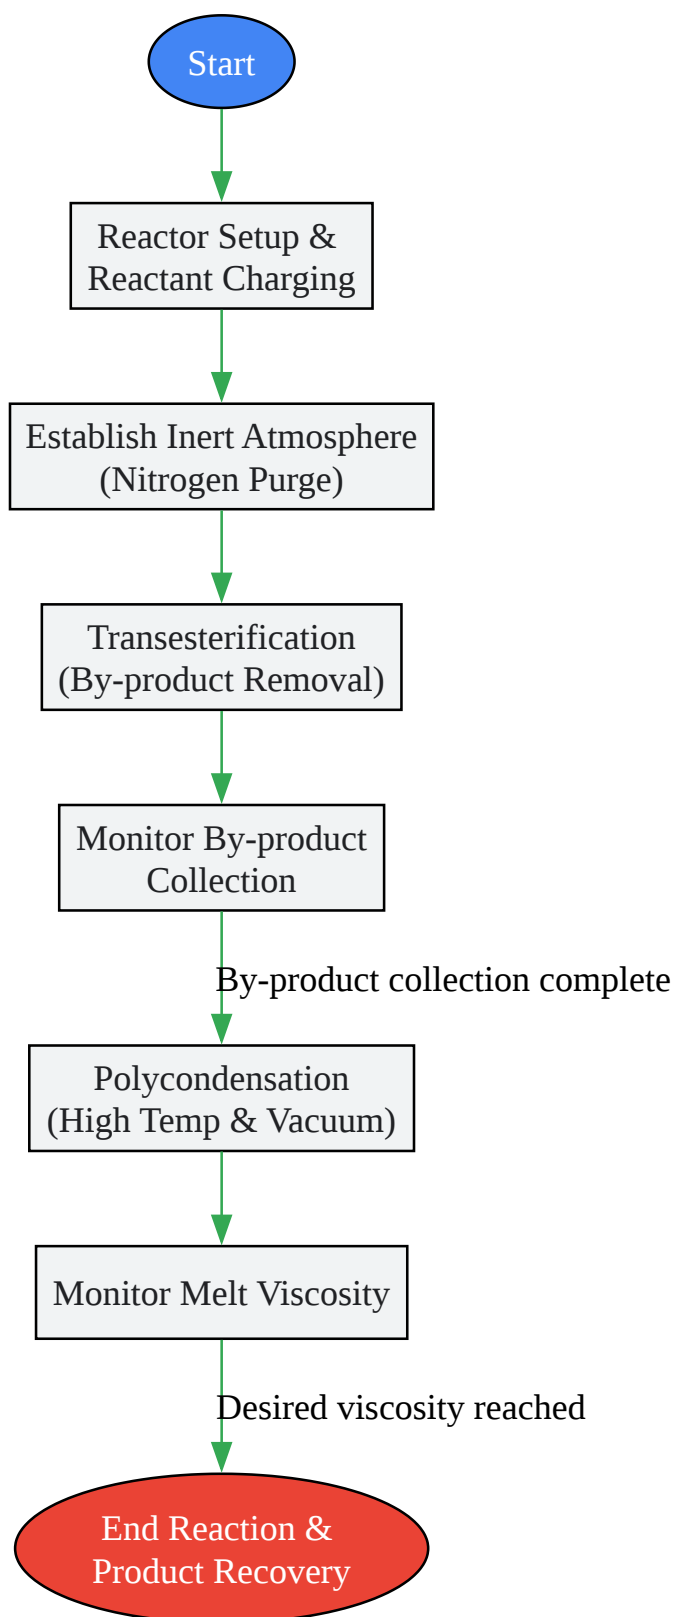 Start
Reactor Setup &
Reactant Charging
Establish Inert Atmosphere
(Nitrogen Purge)
Transesterification
(By-product Removal)
Monitor By-product
Collection
By-product collection complete
Polycondensation
(High Temp & Vacuum)
Monitor Melt Viscosity
Desired viscosity reached
End Reaction &
Product Recovery